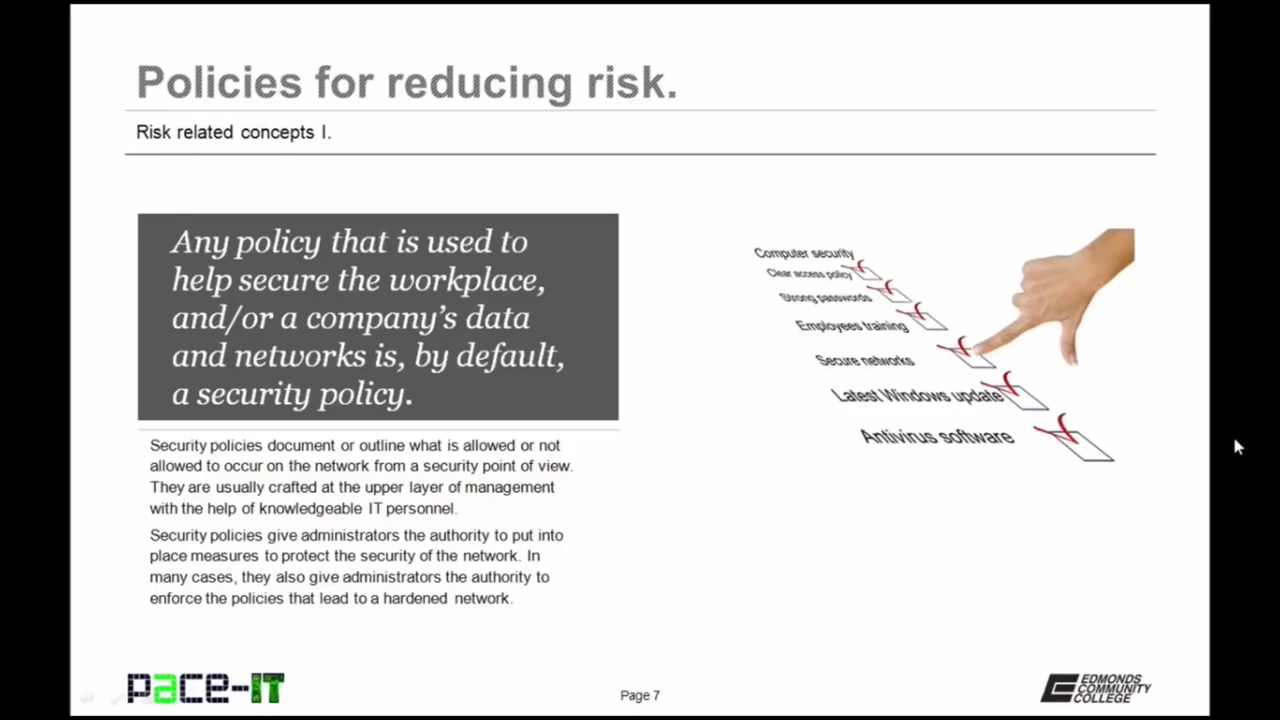 Policies for reducing risk.
Risk related concepts I.
Any policy that is used to
help secure the workplace,
and/or a company's data
and networks is, by default,
a security policy.
Security policies document or outline what is allowed or not
allowed to occur on the network from a security point of view.
They are usually crafted at the upper layer of management
with the help of knowledgeable IT personnel.
Security policies give administrators the authority to put into
place measures to protect the security of the network. In
many cases, they also give administrators the authority to
enforce the policies that lead to a hardened network.
Computer security
Clear access policy
Strong passwords
Employees training
Secure networks
Latest Windows update
Antivirus software
pace-IT
Page 7
EDMONDS
COMMUNITY
COLLEGE